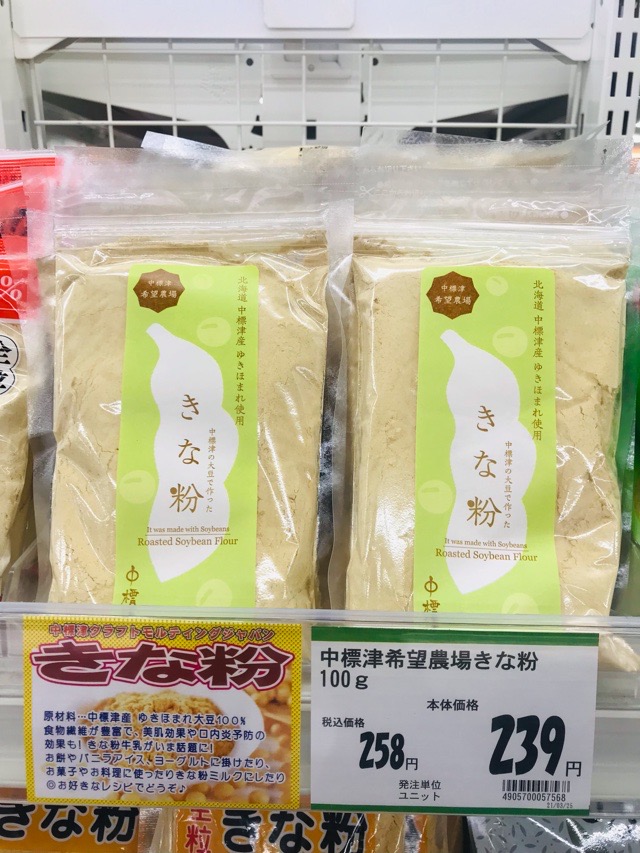 中標津
希望農場
北海道 中標津産 ゆきほまれ使用
きな粉
中標津の大豆で作った
It was made with Soybeans
Roasted Soybean Flour
中標
中標津
希望農場
北海道 中標津産 ゆきほまれ使用
きな粉
中標津の大豆で作った
It was made with Soybeans
Roasted Soybean Flour
中標
中標津クラフトモルティングジャパン
きな粉
原材料…中標津産 ゆきほまれ大豆100%
食物繊維が豊富で、美肌効果や口内炎予防の
効果も!きな粉牛乳がいま話題に!
お餅やバニラアイス、ヨーグルトに掛けたり、
お菓子やお料理に使ったりきな粉ミルクにしたり
◎お好きなレシピでどうぞ♪
中標津希望農場きな粉
100g
本体価格
税込価格
258円
239円
発注単位
ユニット
4905700057568
21/03/25
きな粉
全粒
きな粉